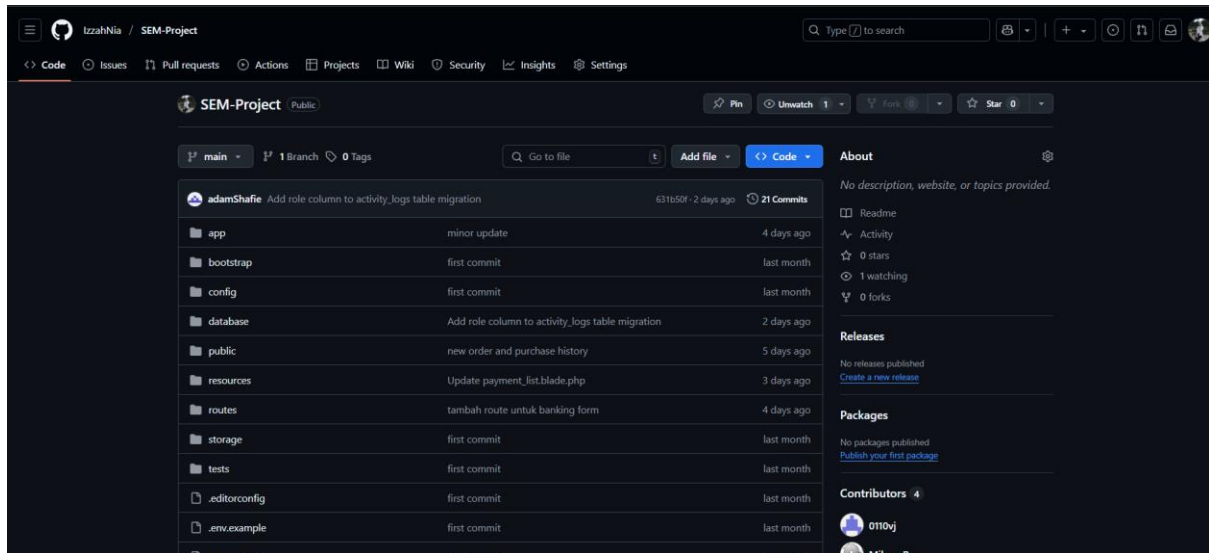 IzzahNia / SEM-Project
Type / to search
Code Issues Pull requests Actions Projects Wiki Security Insights Settings
SEM-Project Public
Pin Unwatch 1 Fork 0 Star 0
main 1 Branch 0 Tags Go to file t Add file Code
About
No description, website, or topics provided.
adamShafie Add role column to activity_logs table migration 631b50f · 2 days ago 21 Commits
app minor update 4 days ago
bootstrap first commit last month
config first commit last month
database Add role column to activity_logs table migration 2 days ago
public new order and purchase history 5 days ago
resources Update payment_list.blade.php 3 days ago
routes tambah route untuk banking form 4 days ago
storage first commit last month
tests first commit last month
.editorconfig first commit last month
.env.example first commit last month
Readme
Activity
0 stars
1 watching
0 forks
Releases
No releases published
Create a new release
Packages
No packages published
Publish your first package
Contributors 4
0110vj